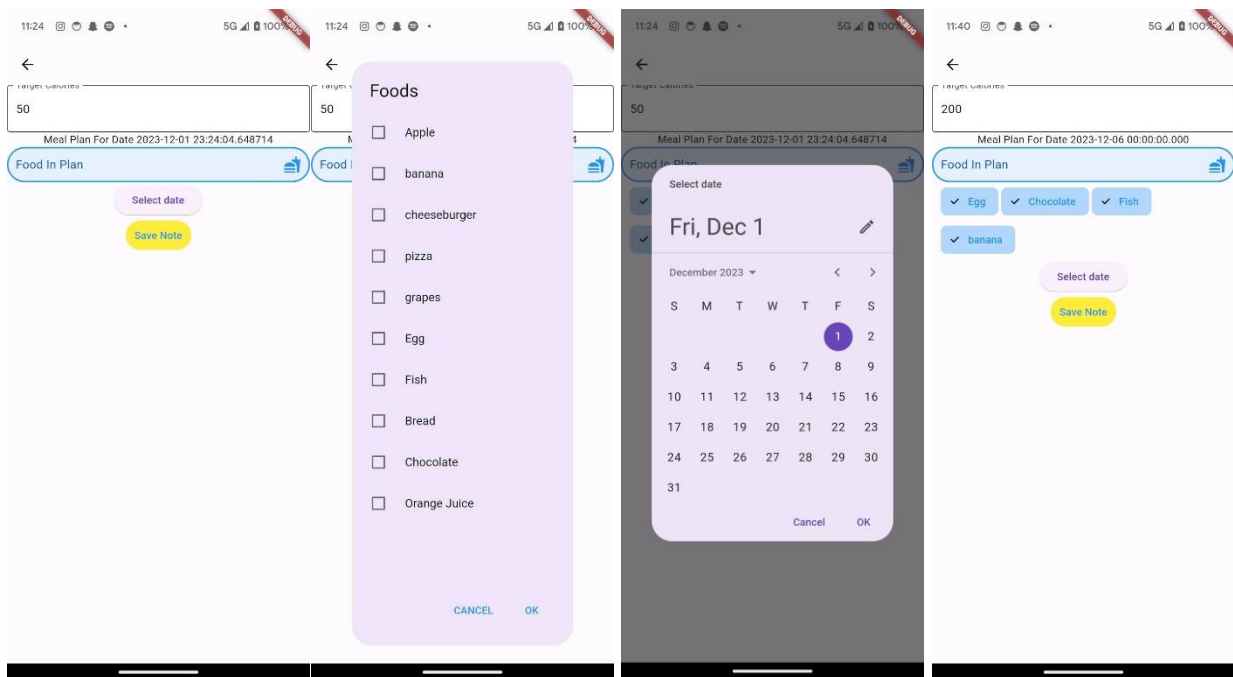 11:24
5G 100%
DEBUG
Target Calories
50
Meal Plan For Date 2023-12-01 23:24:04.648714
Food In Plan
Select date
Save Note
11:24
5G 100%
DEBUG
50
4
Food I
Foods
Apple
banana
cheeseburger
pizza
grapes
Egg
Fish
Bread
Chocolate
Orange Juice
CANCEL OK
11:24
5G 100%
DEBUG
Target Calories
50
Meal Plan For Date 2023-12-01 23:24:04.648714
Food In Plan
Select date
Fri, Dec 1
December 2023
S M T W T F S
1 2
3 4 5 6 7 8 9
10 11 12 13 14 15 16
17 18 19 20 21 22 23
24 25 26 27 28 29 30
31
Cancel OK
11:40
5G 100%
DEBUG
Target Calories
200
Meal Plan For Date 2023-12-06 00:00:00.000
Food In Plan
Egg Chocolate Fish
banana
Select date
Save Note